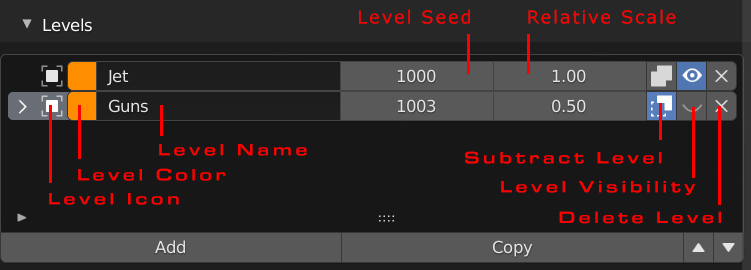 Levels
Level Seed Relative Scale
Jet 1000 1.00
Guns 1003 0.50
Level Name
Subtract Level
Level Color
Level Visibility
Level Icon
Delete Level
Add Copy